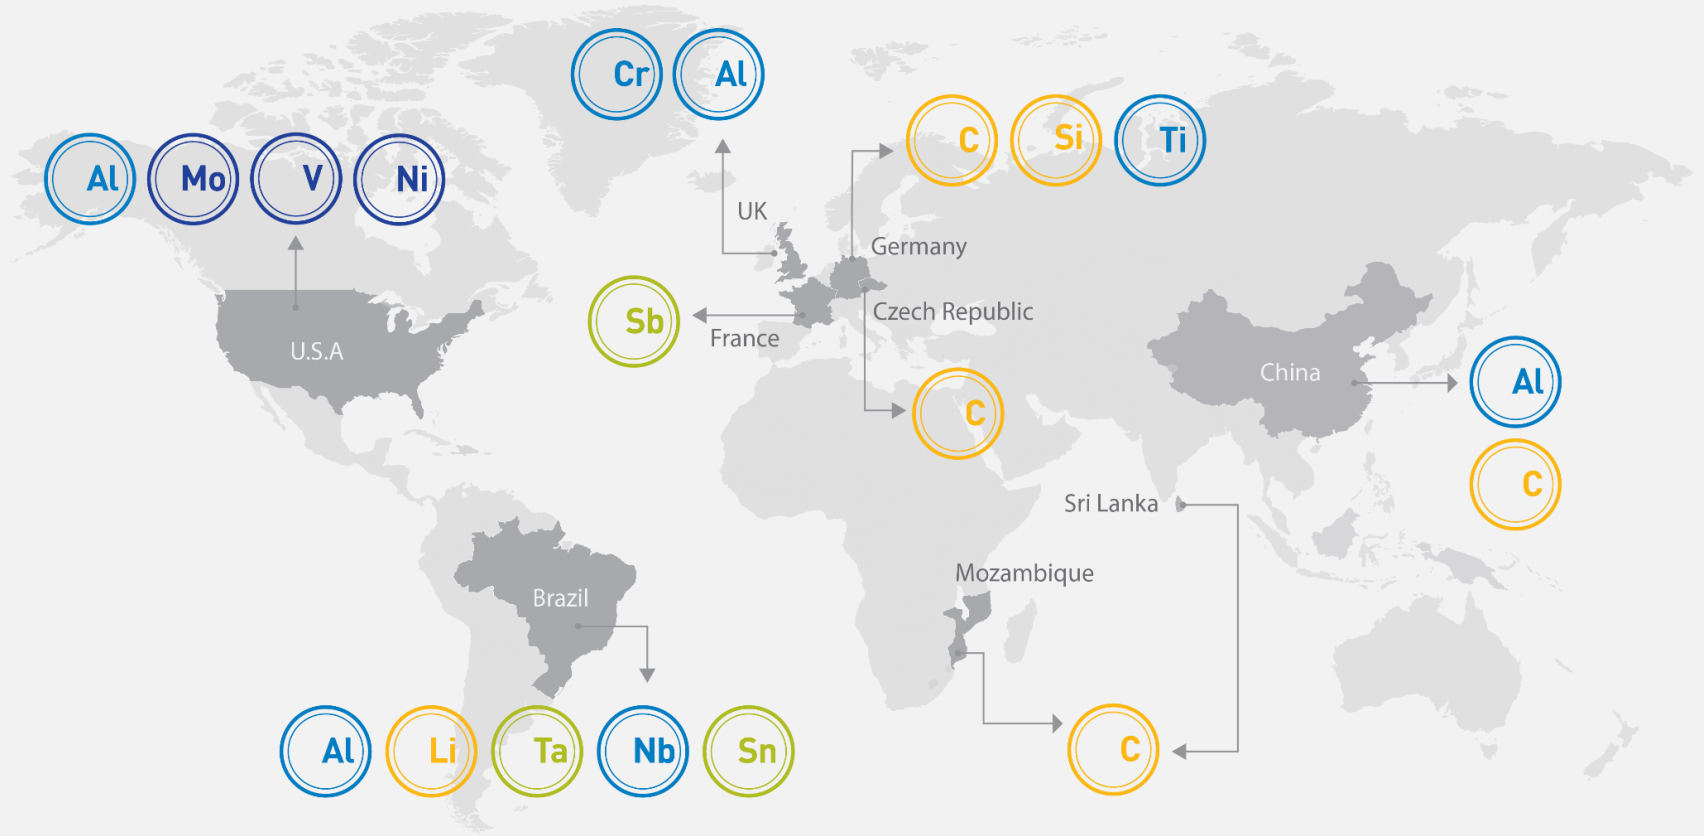 Cr Al
C Si Ti
Al Mo V Ni
UK
Germany
Sb
Czech Republic
France
U.S.A
China
Al
C
C
Sri Lanka
Mozambique
Brazil
Al Li Ta Nb Sn
C